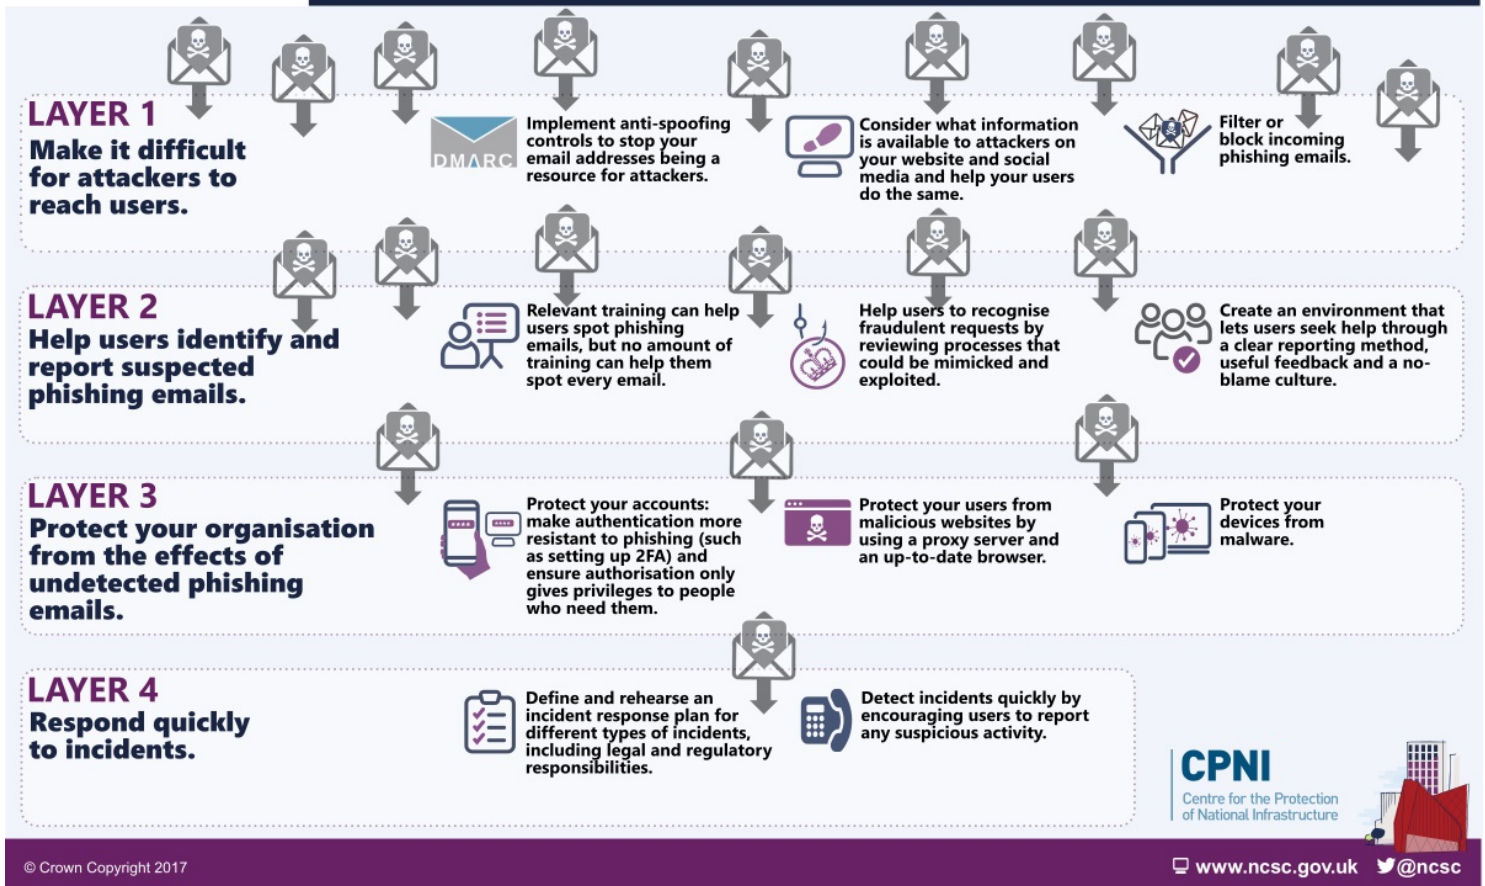 LAYER 1
Make it difficult
for attackers to
reach users.
DMARC
Implement anti-spoofing
controls to stop your
email addresses being a
resource for attackers.
Consider what information
is available to attackers on
your website and social
media and help your users
do the same.
Filter or
block incoming
phishing emails.
LAYER 2
Help users identify and
report suspected
phishing emails.
Relevant training can help
users spot phishing
emails, but no amount of
training can help them
spot every email.
Help users to recognise
fraudulent requests by
reviewing processes that
could be mimicked and
exploited.
Create an environment that
lets users seek help through
a clear reporting method,
useful feedback and a no-
blame culture.
LAYER 3
Protect your organisation
from the effects of
undetected phishing
emails.
Protect your accounts:
make authentication more
resistant to phishing (such
as setting up 2FA) and
ensure authorisation only
gives privileges to people
who need them.
Protect your users from
malicious websites by
using a proxy server and
an up-to-date browser.
Protect your
devices from
malware.
LAYER 4
Respond quickly
to incidents.
Define and rehearse an
incident response plan for
different types of incidents,
including legal and regulatory
responsibilities.
Detect incidents quickly by
encouraging users to report
any suspicious activity.
CPNI
Centre for the Protection
of National Infrastructure
© Crown Copyright 2017
www.ncsc.gov.uk
@ncsc